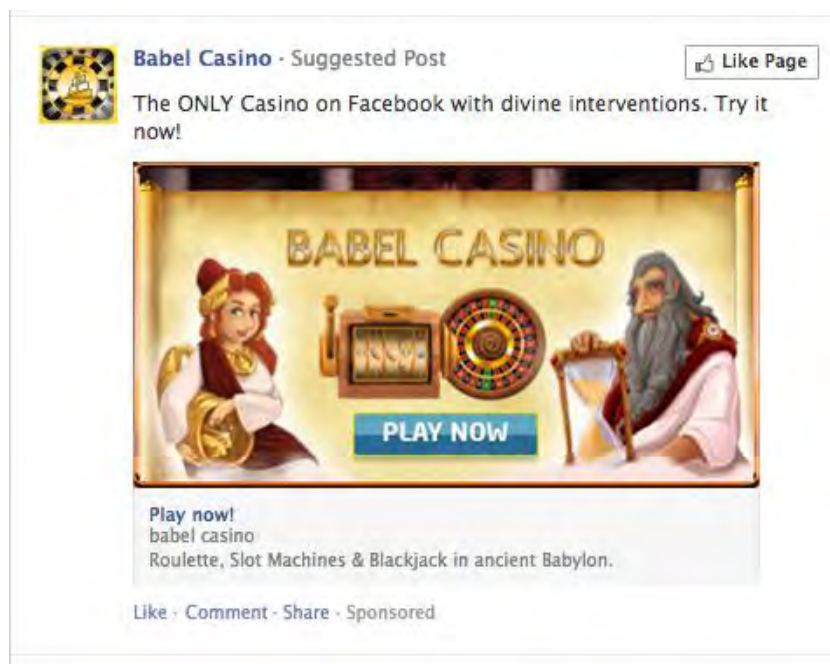 Babel Casino · Suggested Post
Like Page
The ONLY Casino on Facebook with divine interventions. Try it
now!
BABEL CASINO
PLAY NOW
Play now!
babel casino
Roulette, Slot Machines & Blackjack in ancient Babylon.
Like · Comment · Share · Sponsored